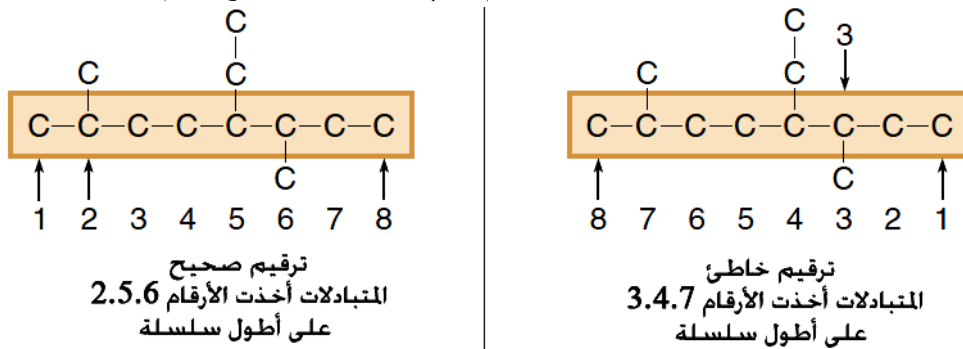 C
C
C
C–C–C–C–C–C–C–C
C
1 2 3 4 5 6 7 8
ترقيم صحيح
المتبادلات أخذت الأرقام 2.5.6
على أطول سلسلة
C
3
C
C
C–C–C–C–C–C–C–C
C
8 7 6 5 4 3 2 1
ترقيم خاطئ
المتبادلات أخذت الأرقام 3.4.7
على أطول سلسلة